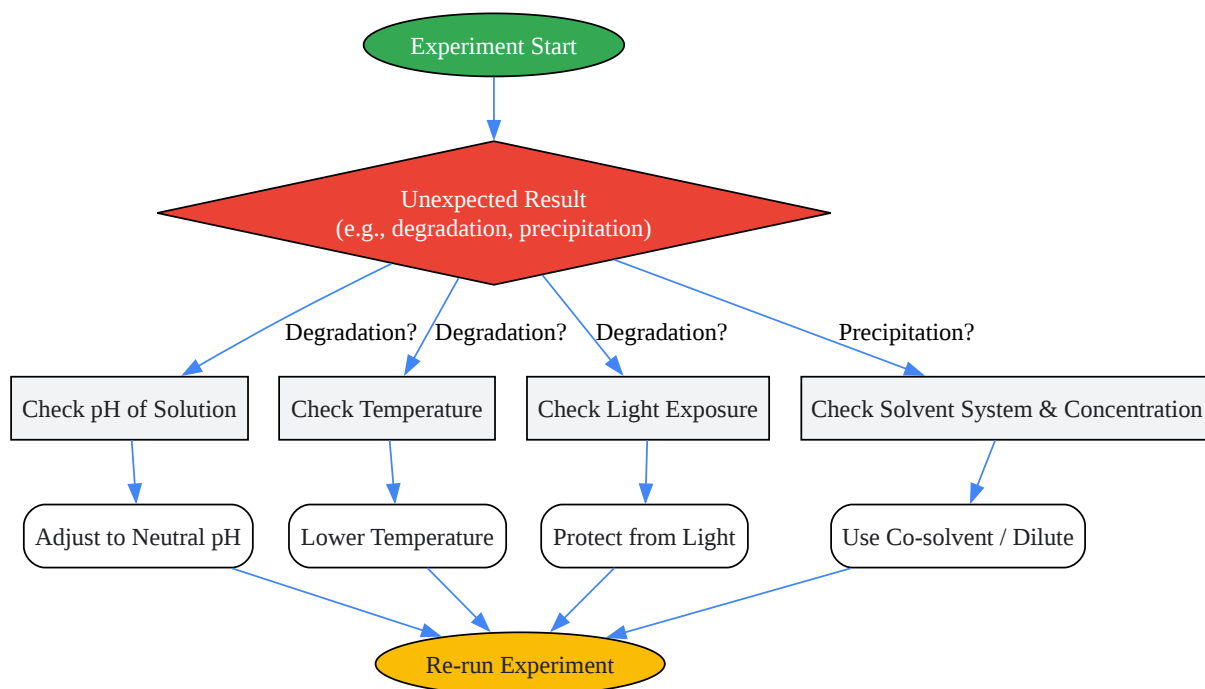 Experiment Start
Unexpected Result
(e.g., degradation, precipitation)
Degradation?
Degradation?
Degradation?
Precipitation?
Check pH of Solution
Check Temperature
Check Light Exposure
Check Solvent System & Concentration
Adjust to Neutral pH
Lower Temperature
Protect from Light
Use Co-solvent / Dilute
Re-run Experiment